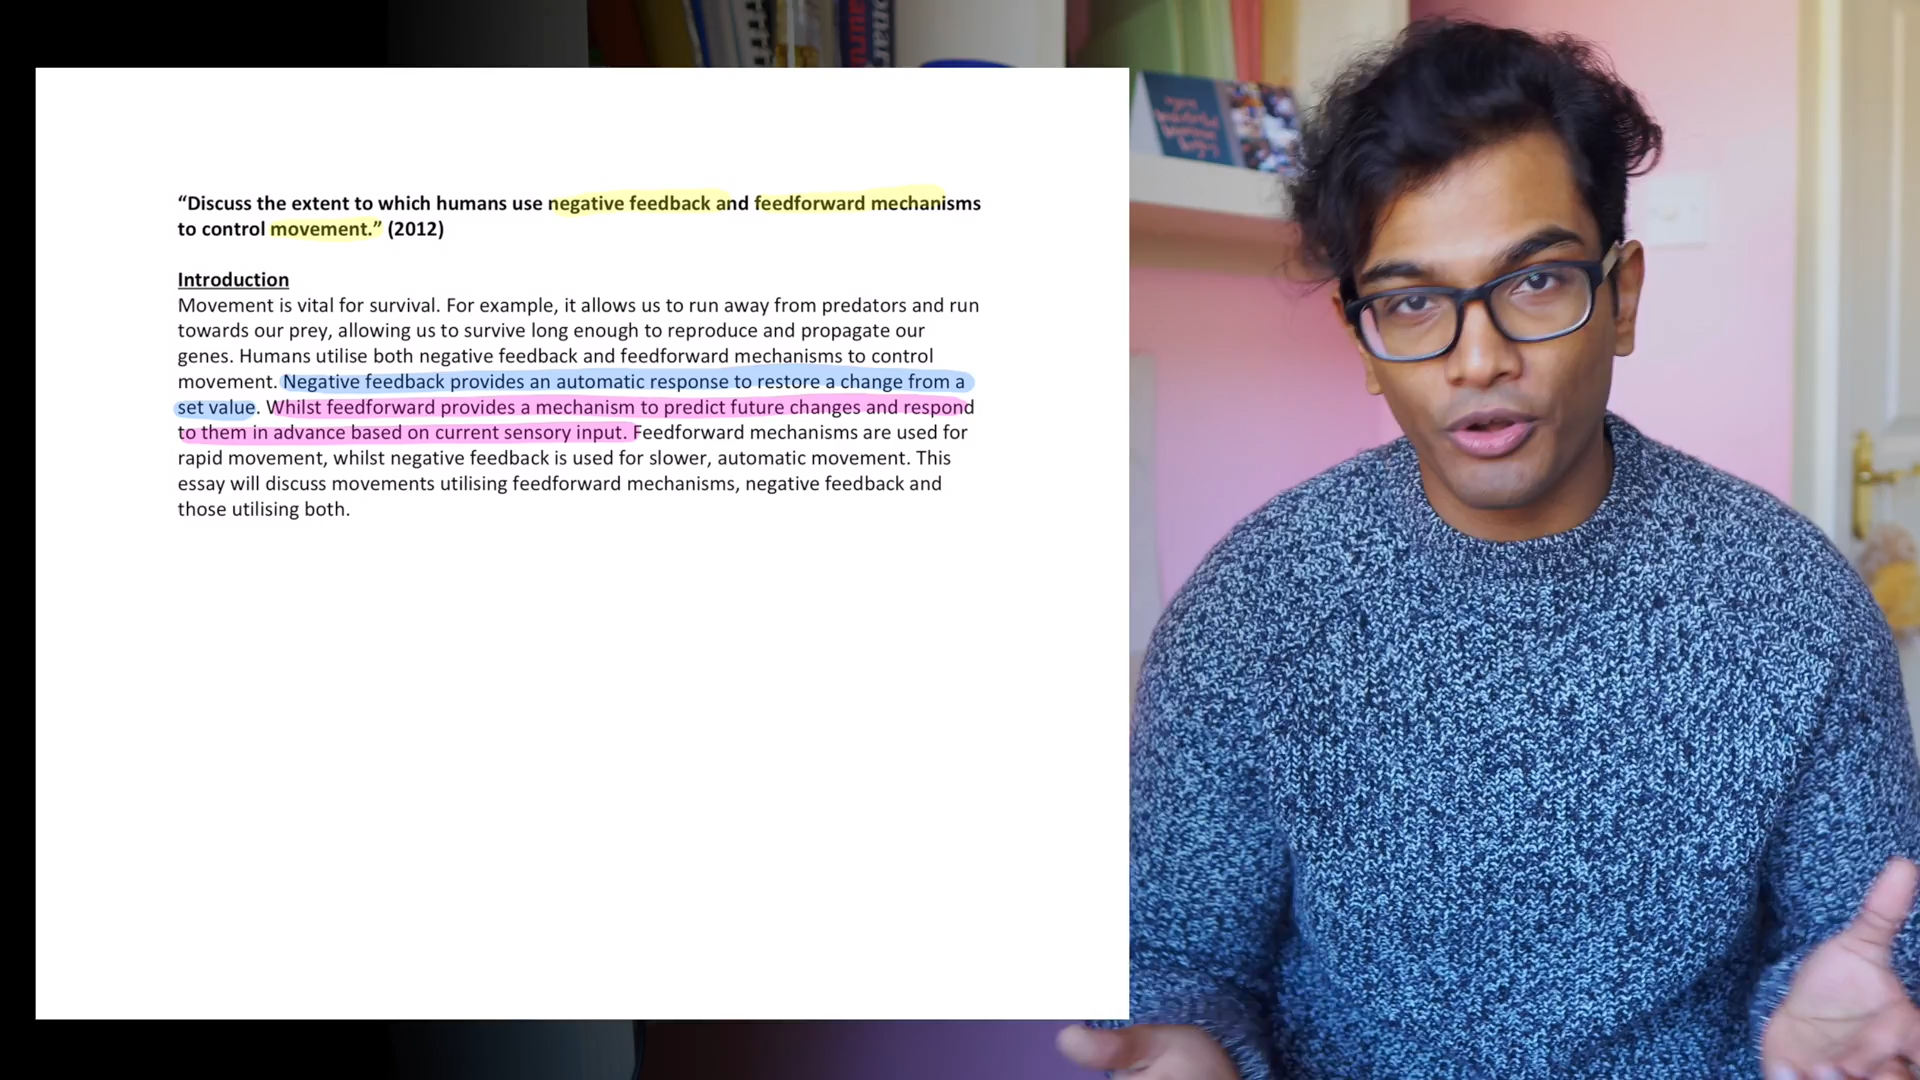 “Discuss the extent to which humans use negative feedback and feedforward mechanisms
to control movement.” (2012)
Introduction
Movement is vital for survival. For example, it allows us to run away from predators and run
towards our prey, allowing us to survive long enough to reproduce and propagate our
genes. Humans utilise both negative feedback and feedforward mechanisms to control
movement. Negative feedback provides an automatic response to restore a change from a
set value. Whilst feedforward provides a mechanism to predict future changes and respond
to them in advance based on current sensory input. Feedforward mechanisms are used for
rapid movement, whilst negative feedback is used for slower, automatic movement. This
essay will discuss movements utilising feedforward mechanisms, negative feedback and
those utilising both.